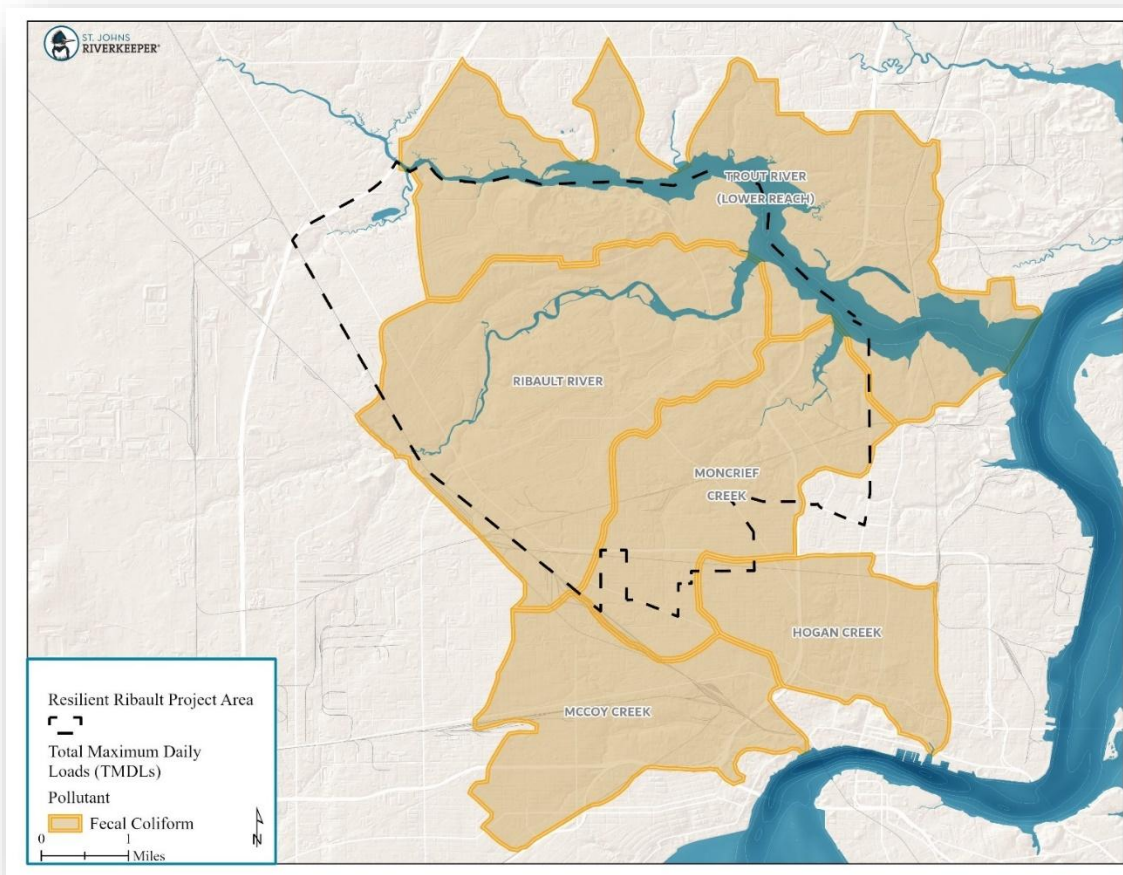 ST. JOHNS
RIVERKEEPER®
TROUT RIVER
(LOWER REACH)
RIBAULT RIVER
MONCRIEF
CREEK
HOGAN CREEK
MCCOY CREEK
Resilient Ribault Project Area
Total Maximum Daily
Loads (TMDLs)
Pollutant
Fecal Coliform
0 1
Miles
N